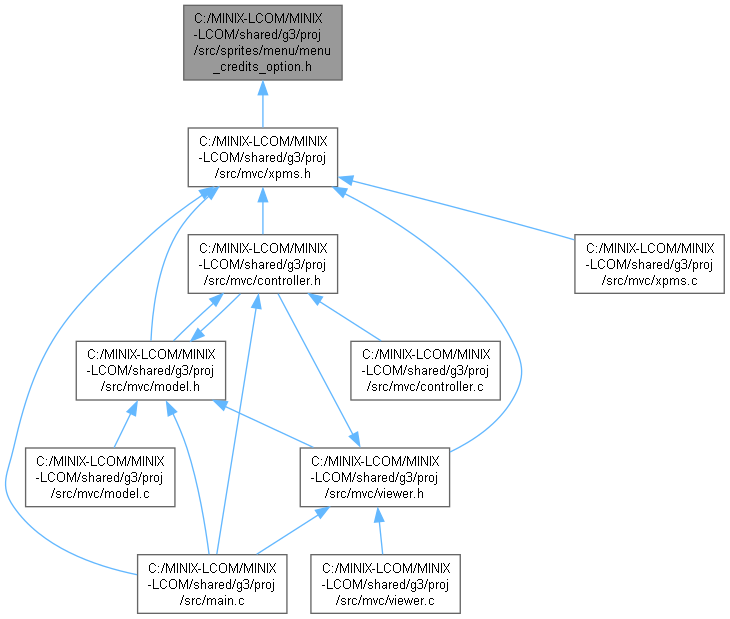 C:/MINIX-LCOM/MINIX
-LCOM/shared/g3/proj
/src/sprites/menu/menu
_credits_option.h
C:/MINIX-LCOM/MINIX
-LCOM/shared/g3/proj
/src/mvc/xpms.h
C:/MINIX-LCOM/MINIX
-LCOM/shared/g3/proj
/src/mvc/controller.h
C:/MINIX-LCOM/MINIX
-LCOM/shared/g3/proj
/src/mvc/xpms.c
C:/MINIX-LCOM/MINIX
-LCOM/shared/g3/proj
/src/mvc/model.h
C:/MINIX-LCOM/MINIX
-LCOM/shared/g3/proj
/src/mvc/controller.c
C:/MINIX-LCOM/MINIX
-LCOM/shared/g3/proj
/src/mvc/model.c
C:/MINIX-LCOM/MINIX
-LCOM/shared/g3/proj
/src/mvc/viewer.h
C:/MINIX-LCOM/MINIX
-LCOM/shared/g3/proj
/src/main.c
C:/MINIX-LCOM/MINIX
-LCOM/shared/g3/proj
/src/mvc/viewer.c